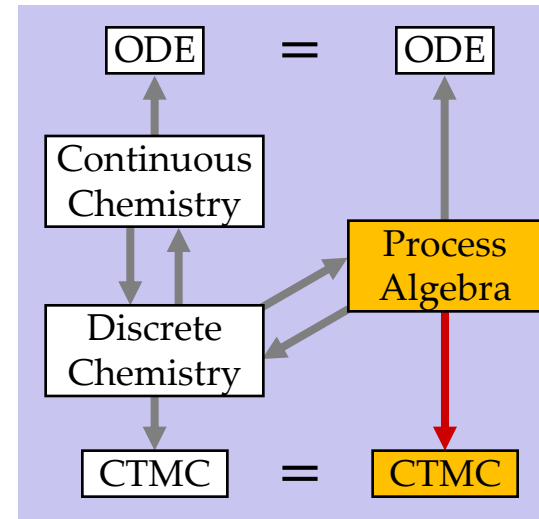 ODE = ODE
Continuous
Chemistry
Process
Algebra
Discrete
Chemistry
CTMC = CTMC